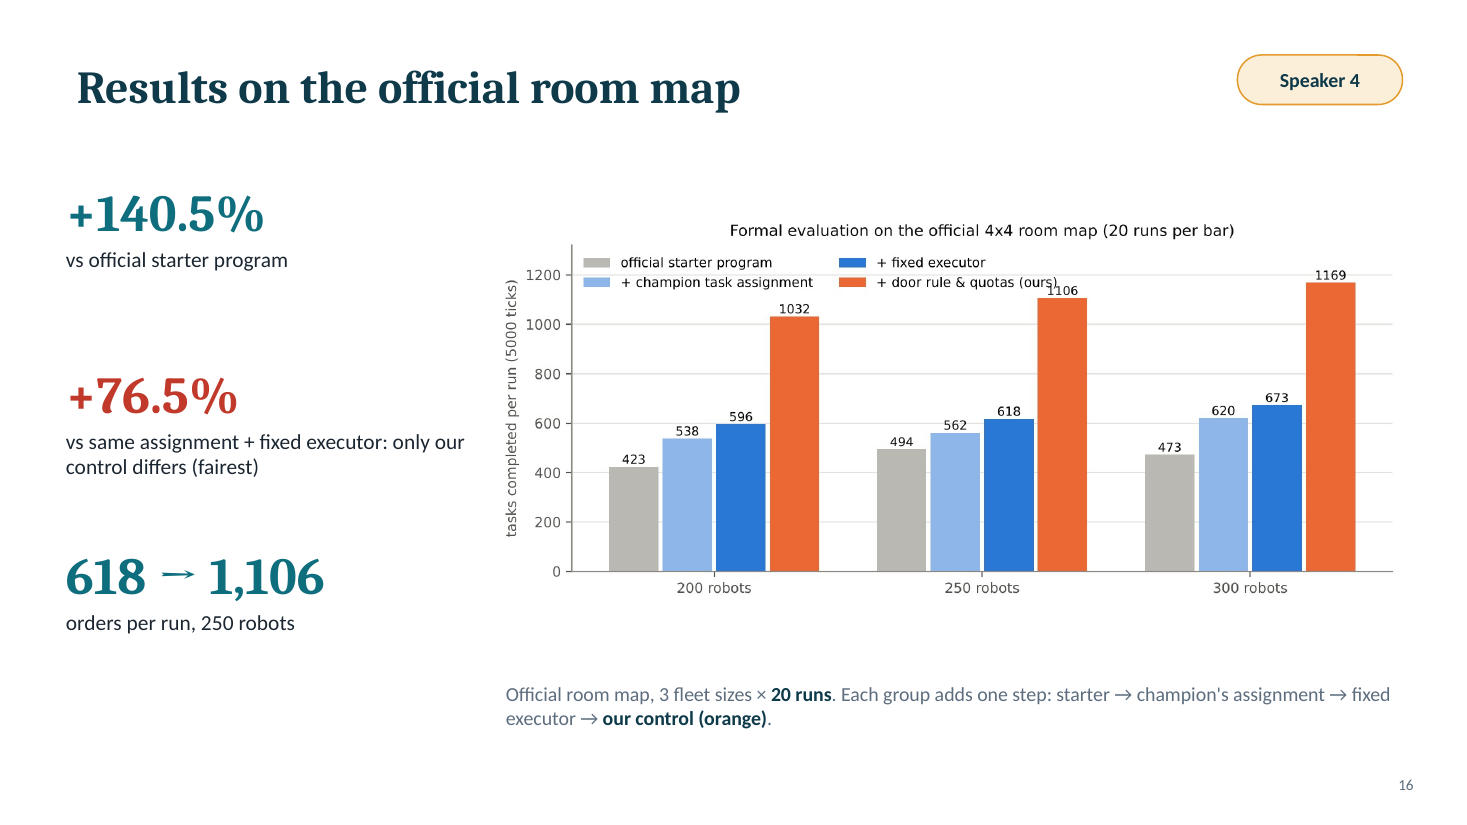 Results on the official room map
Speaker 4
+140.5%
vs official starter program
+76.5%
vs same assignment + fixed executor: only our
control differs (fairest)
618 → 1,106
orders per run, 250 robots
Formal evaluation on the official 4x4 room map (20 runs per bar)
official starter program
+ champion task assignment
+ fixed executor
+ door rule & quotas (ours)
tasks completed per run (5000 ticks)
1200
1000
800
600
400
200
0
423
538
596
1032
494
562
618
1106
473
620
673
1169
200 robots
250 robots
300 robots
Official room map, 3 fleet sizes × 20 runs. Each group adds one step: starter → champion's assignment → fixed
executor → our control (orange).
16